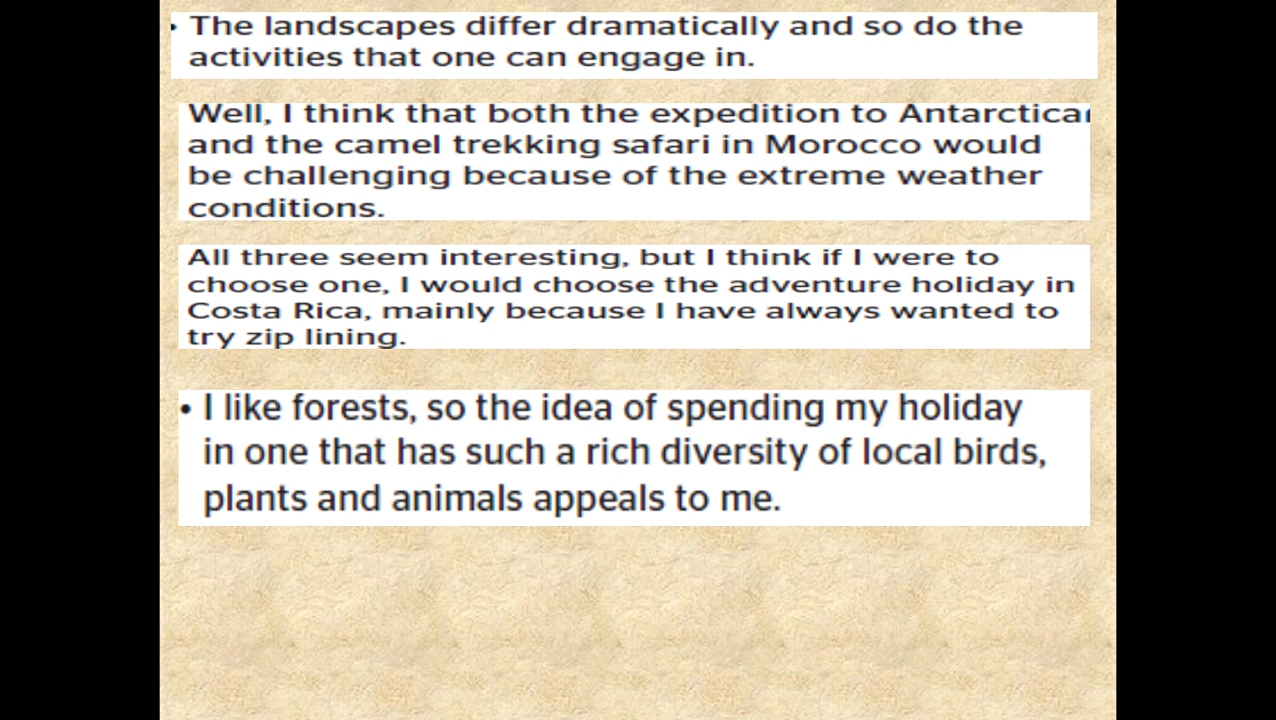 • The landscapes differ dramatically and so do the
activities that one can engage in.
Well, I think that both the expedition to Antarctica
and the camel trekking safari in Morocco would
be challenging because of the extreme weather
conditions.
All three seem interesting, but I think if I were to
choose one, I would choose the adventure holiday in
Costa Rica, mainly because I have always wanted to
try zip lining.
• I like forests, so the idea of spending my holiday
in one that has such a rich diversity of local birds,
plants and animals appeals to me.